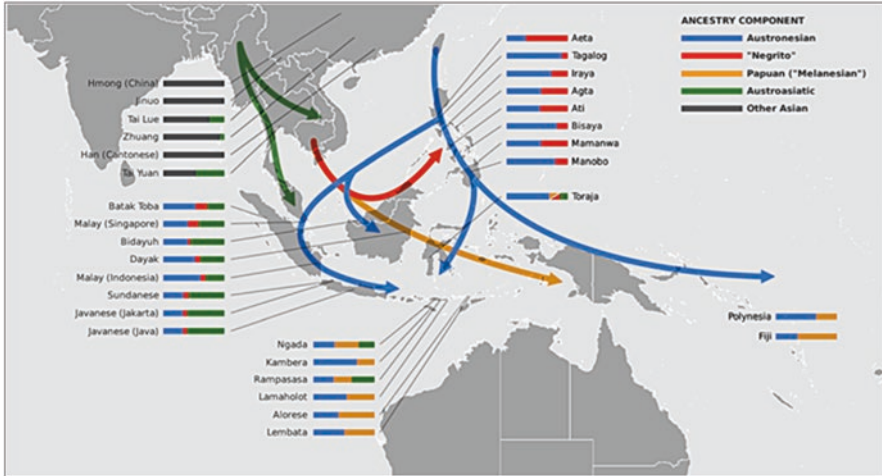 ANCESTRY COMPONENT
Austronesian
"Negrito"
Papuan ("Melanesian")
Austroasiatic
Other Asian
Aeta
Tagalog
Iraya
Agta
Ati
Bisaya
Mamanwa
Manobo
Toraja
Hmong (China)
Jinuo
Tai Lue
Zhuang
Han (Cantonese)
Tai Yuan
Batak Toba
Malay (Singapore)
Bidayuh
Dayak
Malay (Indonesia)
Sundanese
Javanese (Jakarta)
Javanese (Java)
Ngada
Kambera
Rampasasa
Lamaholot
Alorese
Lembata
Polynesia
Fiji